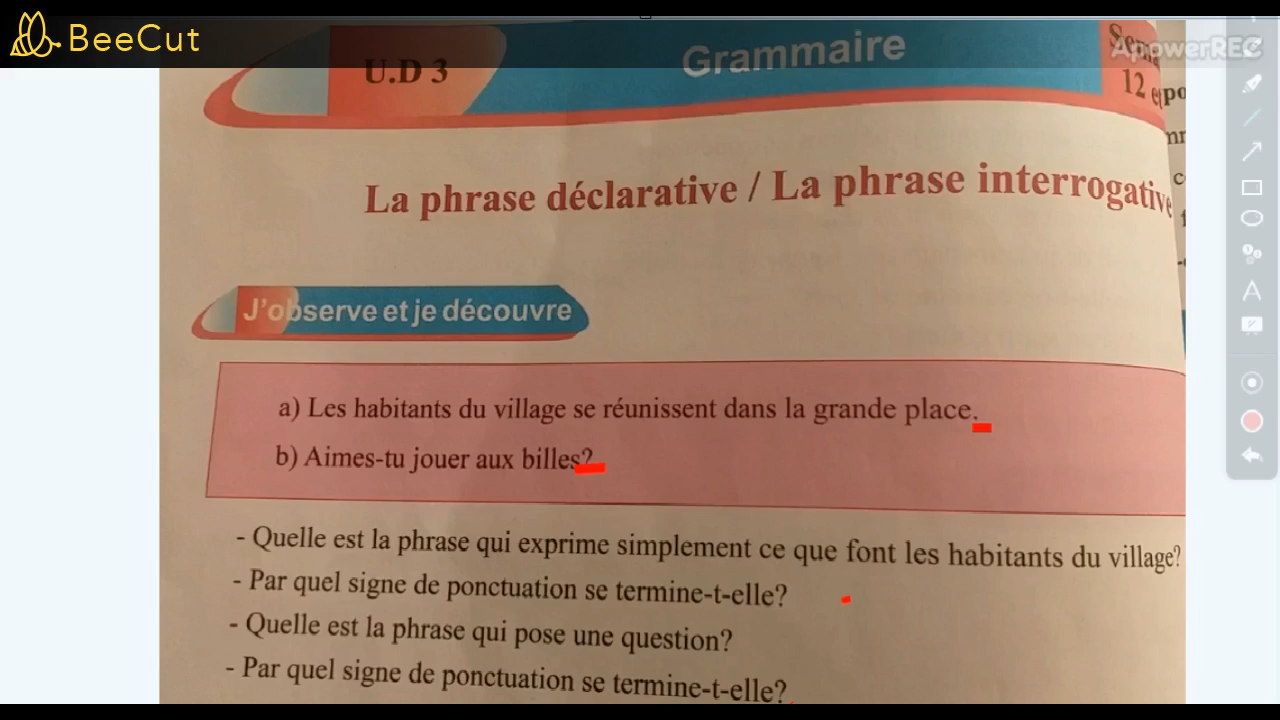 BeeCut
ApowerREC
U.D 3
Grammaire
12
La phrase déclarative / La phrase interrogative
J'observe et je découvre
a) Les habitants du village se réunissent dans la grande place.
b) Aimes-tu jouer aux billes?
- Quelle est la phrase qui exprime simplement ce que font les habitants du village?
- Par quel signe de ponctuation se termine-t-elle?
- Quelle est la phrase qui pose une question?
- Par quel signe de ponctuation se termine-t-elle?